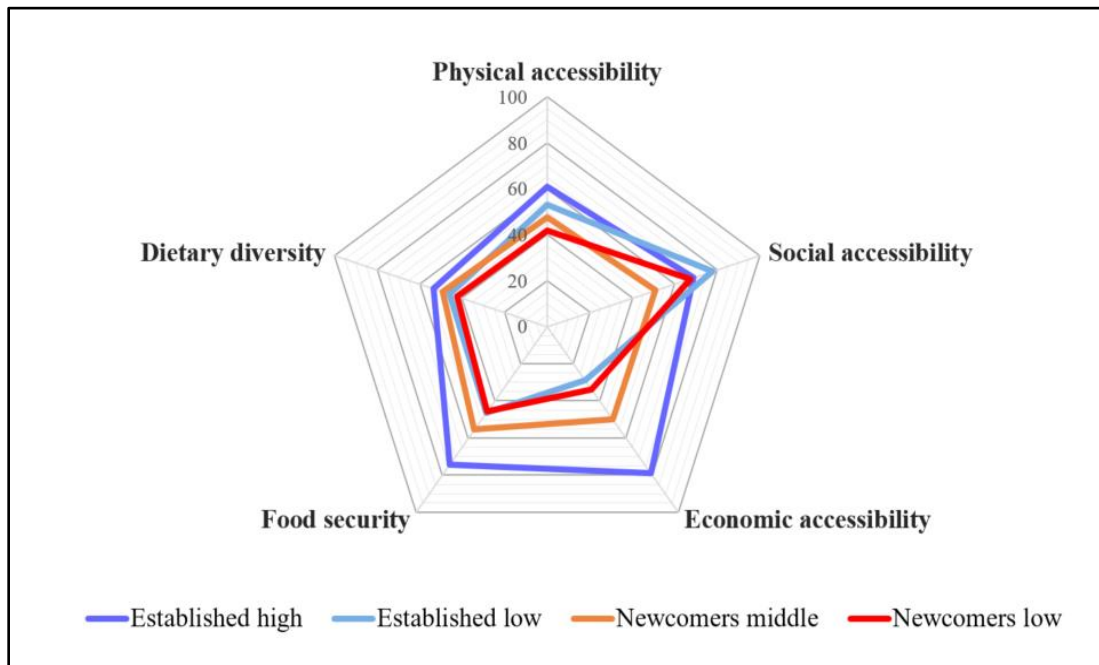 Physical accessibility
100
80
60
40
20
0
Dietary diversity
Social accessibility
Food security
Economic accessibility
Established high Established low Newcomers middle Newcomers low